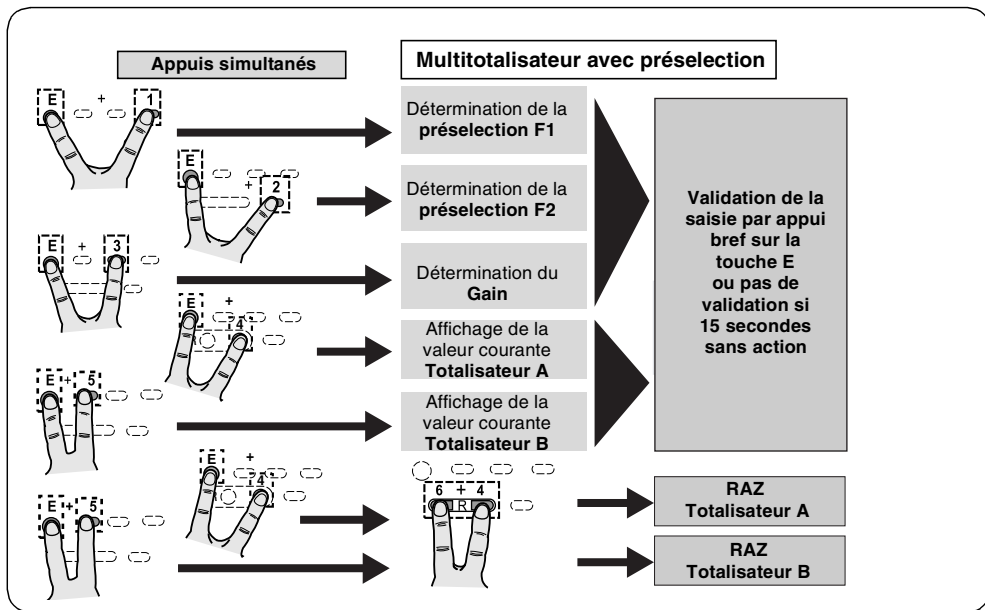 Appuis simultanés
Multitotalisateur avec préselection
E + 1
Détermination de la
préselection F1
E + 2
Détermination de la
préselection F2
E + 3
Détermination du
Gain
E + 4
Affichage de la
valeur courante
Totalisateur A
E + 5
Affichage de la
valeur courante
Totalisateur B
Validation de la
saisie par appui
bref sur la
touche E
ou pas de
validation si
15 secondes
sans action
E + 4
E + 5
6 + 4
R
RAZ
Totalisateur A
RAZ
Totalisateur B